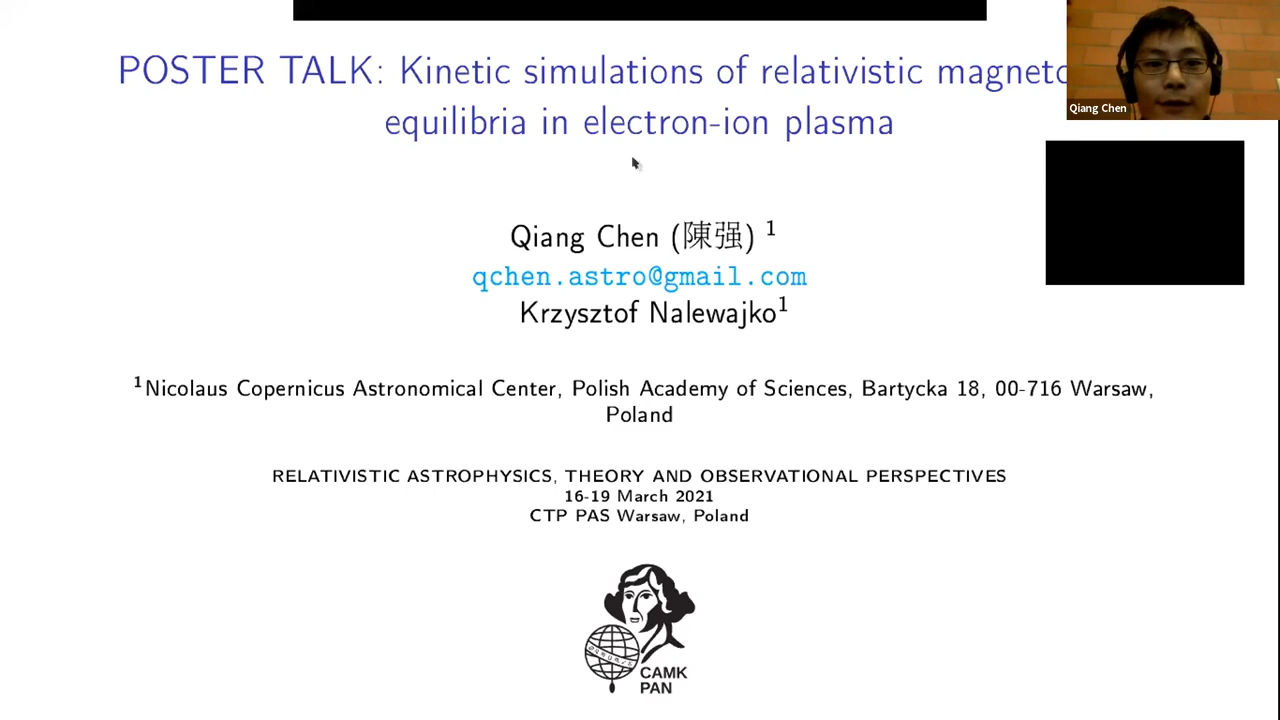 POSTER TALK: Kinetic simulations of relativistic magneto
equilibria in electron-ion plasma
Qiang Chen
Qiang Chen (陳强) ¹
qchen.astro@gmail.com
Krzysztof Nalewajko¹
¹Nicolaus Copernicus Astronomical Center, Polish Academy of Sciences, Bartycka 18, 00-716 Warsaw,
Poland
RELATIVISTIC ASTROPHYSICS, THEORY AND OBSERVATIONAL PERSPECTIVES
16-19 March 2021
CTP PAS Warsaw, Poland
CAMK
PAN